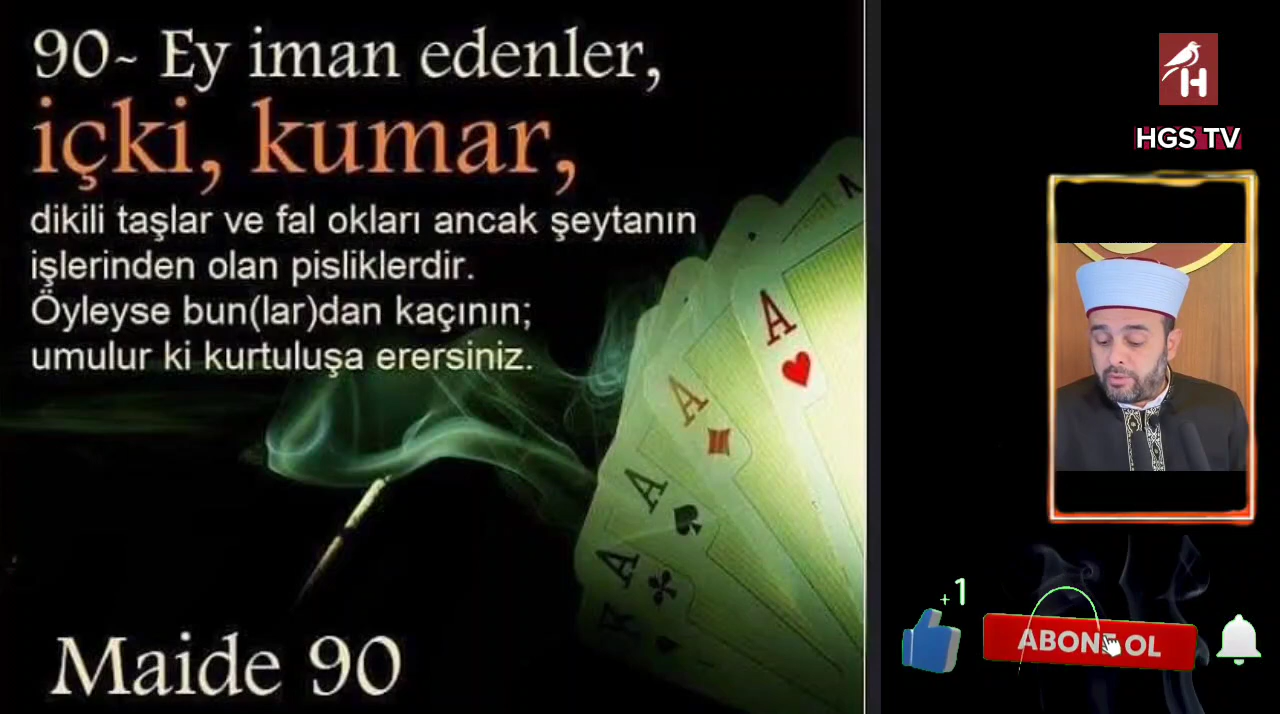 90~ Ey iman edenler,
içki, kumar,
dikili taşlar ve fal okları ancak şeytanın
işlerinden olan pisliklerdir.
Öyleyse bun(lar)dan kaçının;
umulur ki kurtuluşa erersiniz.
Maide 90
A
A
A
A
A
K
H
HGS TV
+1
ABONE OL